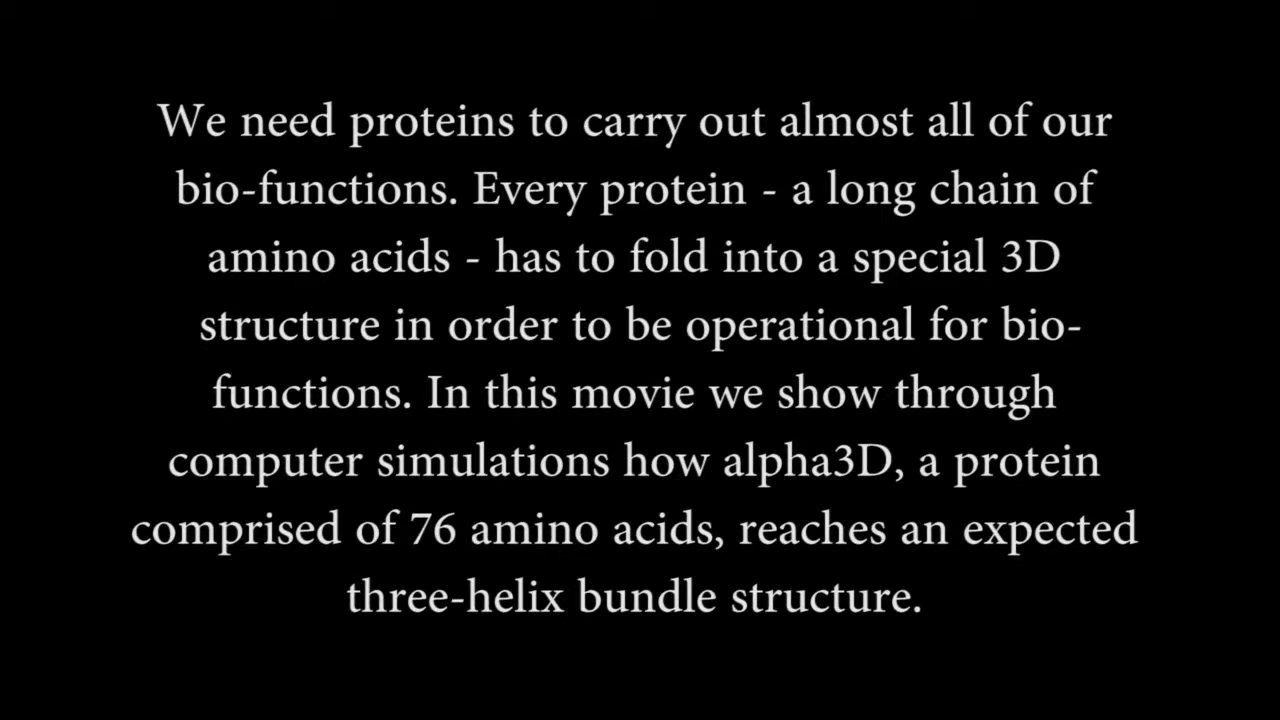 We need proteins to carry out almost all of our
bio-functions. Every protein - a long chain of
amino acids - has to fold into a special 3D
structure in order to be operational for bio-
functions. In this movie we show through
computer simulations how alpha3D, a protein
comprised of 76 amino acids, reaches an expected
three-helix bundle structure.